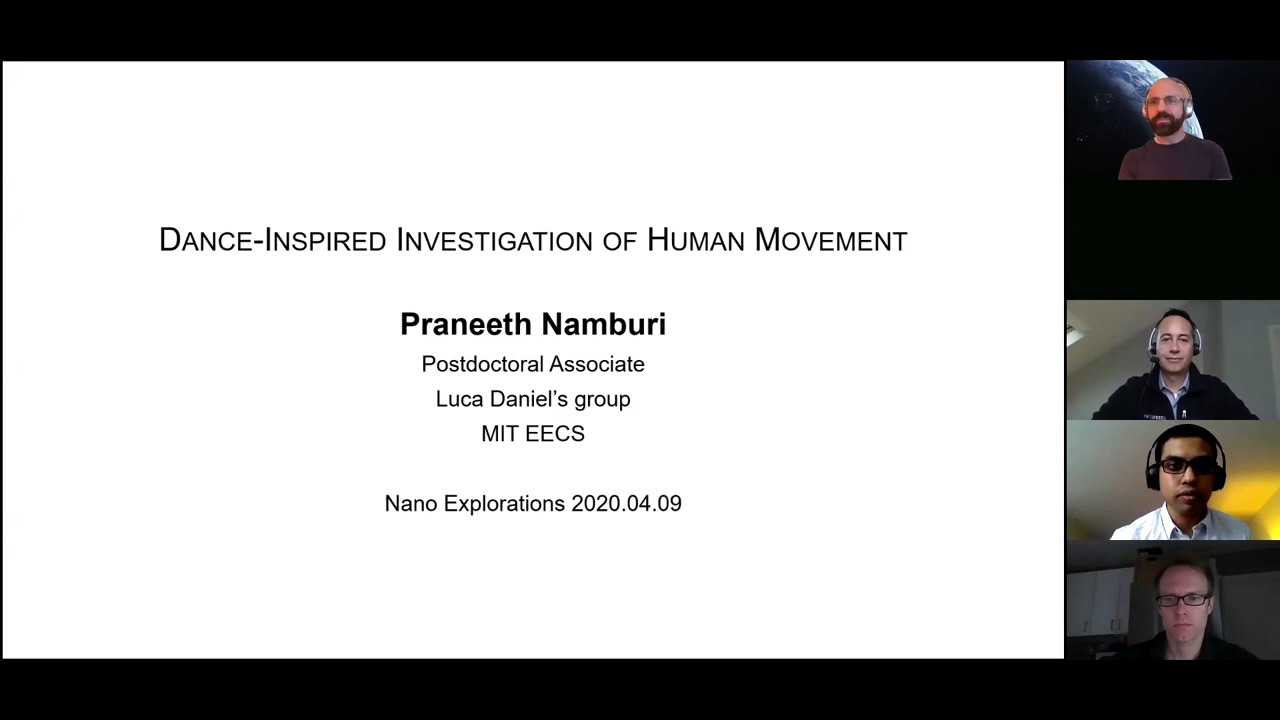 DANCE-INSPIRED INVESTIGATION OF HUMAN MOVEMENT
Praneeth Namburi
Postdoctoral Associate
Luca Daniel's group
MIT EECS
Nano Explorations 2020.04.09